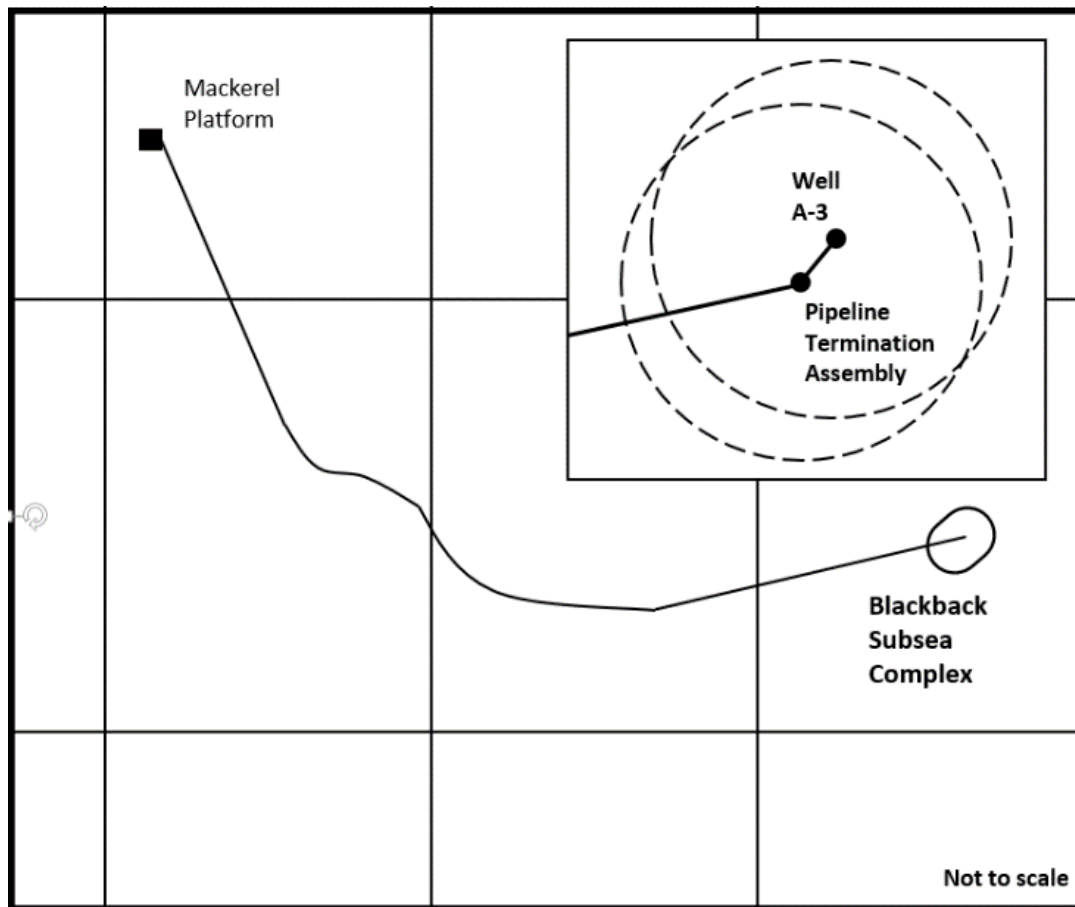 Mackerel
Platform
Well
A-3
Pipeline
Termination
Assembly
Blackback
Subsea
Complex
Not to scale